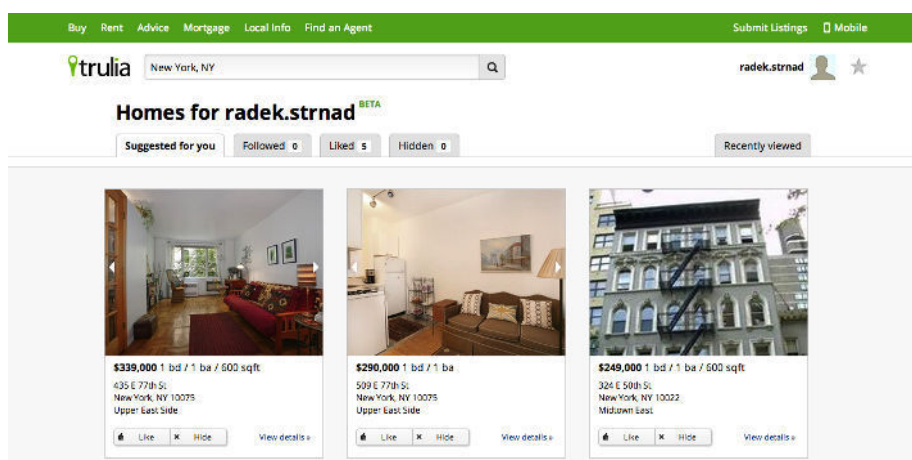 Buy Rent Advice Mortgage Local Info Find an Agent Submit Listings Mobile
trulia New York, NY radek.strnad
Homes for radek.strnad BETA
Suggested for you Followed 0 Liked 5 Hidden 0 Recently viewed
$339,000 1 bd / 1 ba / 600 sqft
435 E 77th St
New York, NY 10075
Upper East Side
Like Hide View details »
$290,000 1 bd / 1 ba
509 E 77th St
New York, NY 10075
Upper East Side
Like Hide View details »
$249,000 1 bd / 1 ba / 600 sqft
324 E 50th St
New York, NY 10022
Midtown East
Like Hide View details »